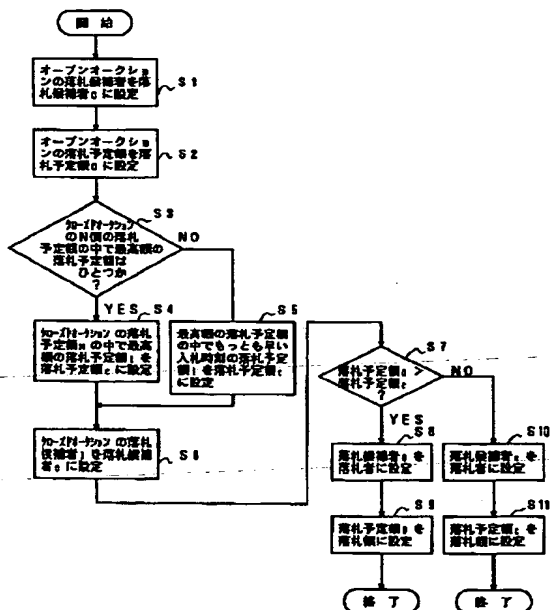 開 始
オープンオークショ
ンの落札候補者を落
札候補者oに設定
S1
オープンオークショ
ンの落札予定額を落
札予定額oに設定
S2
S3
クローズドオークション
のN個の落札
予定額の中で最高額の
落札予定額は
ひとつか
?
NO
YES
S4
クローズドオークション の落札
予定額Nの中で最高
額の落札予定額iを
落札予定額cに設定
S5
最高額の落札予定額
の中でもっとも早い
入札時刻の落札予定
額iを落札予定額c
に設定
クローズドオークション の落札
候補者iを落札候補
者cに設定
S6
S7
落札予定額o>
落札予定額c
?
NO
YES
S8
落札候補者o を
落札者に設定
S10
落札候補者c を
落札者に設定
S9
落札予定額o を
落札額に設定
S11
落札予定額c を
落札額に設定
終 了
終 了